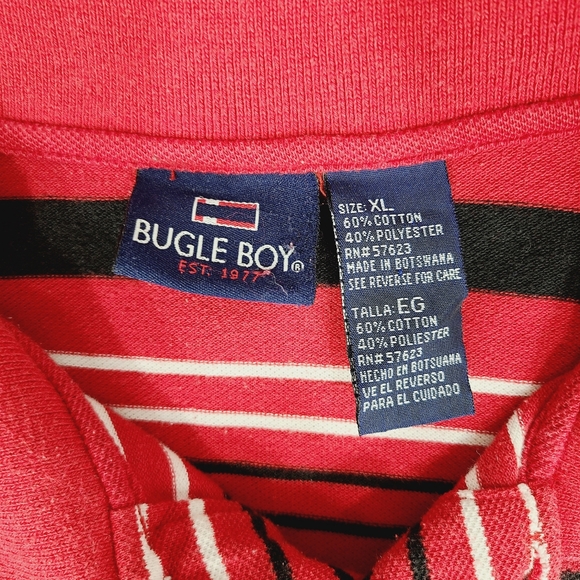 BUGLE BOY®
EST. 1977
SIZE: XL
60% COTTON
40% POLYESTER
RN# 57623
MADE IN BOTSWANA
SEE REVERSE FOR CARE
TALLA: EG
60% COTTON
40% POLIESTER
RN# 57623
HECHO EN BOTSUANA
VE EL REVERSO
PARA EL CUIDADO